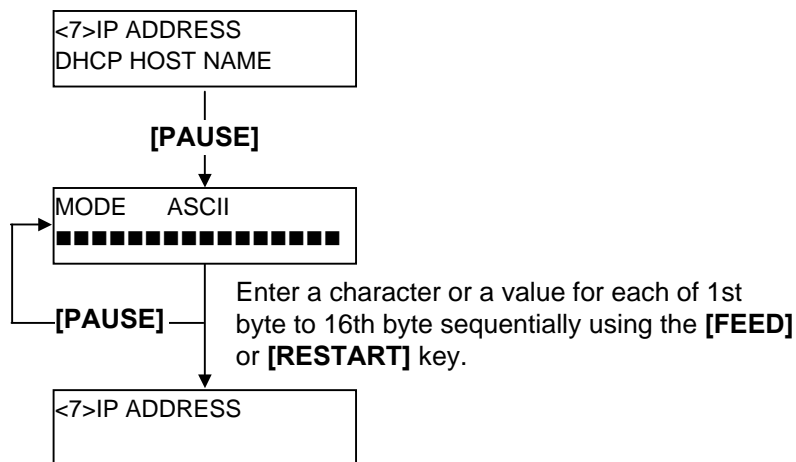 <7>IP ADDRESS
DHCP HOST NAME
[PAUSE]
MODE ASCII
■■■■■■■■■■■■■■■■
[PAUSE]
Enter a character or a value for each of 1st
byte to 16th byte sequentially using the [FEED]
or [RESTART] key.
<7>IP ADDRESS